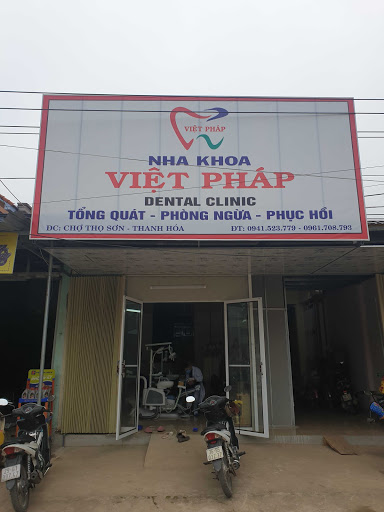 VIỆT PHÁP
NHA KHOA
VIỆT PHÁP
DENTAL CLINIC
TỔNG QUÁT - PHÒNG NGỪA - PHỤC HỒI
DC: CHỢ THỌ SƠN - THANH HÓA ĐT: 0941.523.779 - 0961.708.793